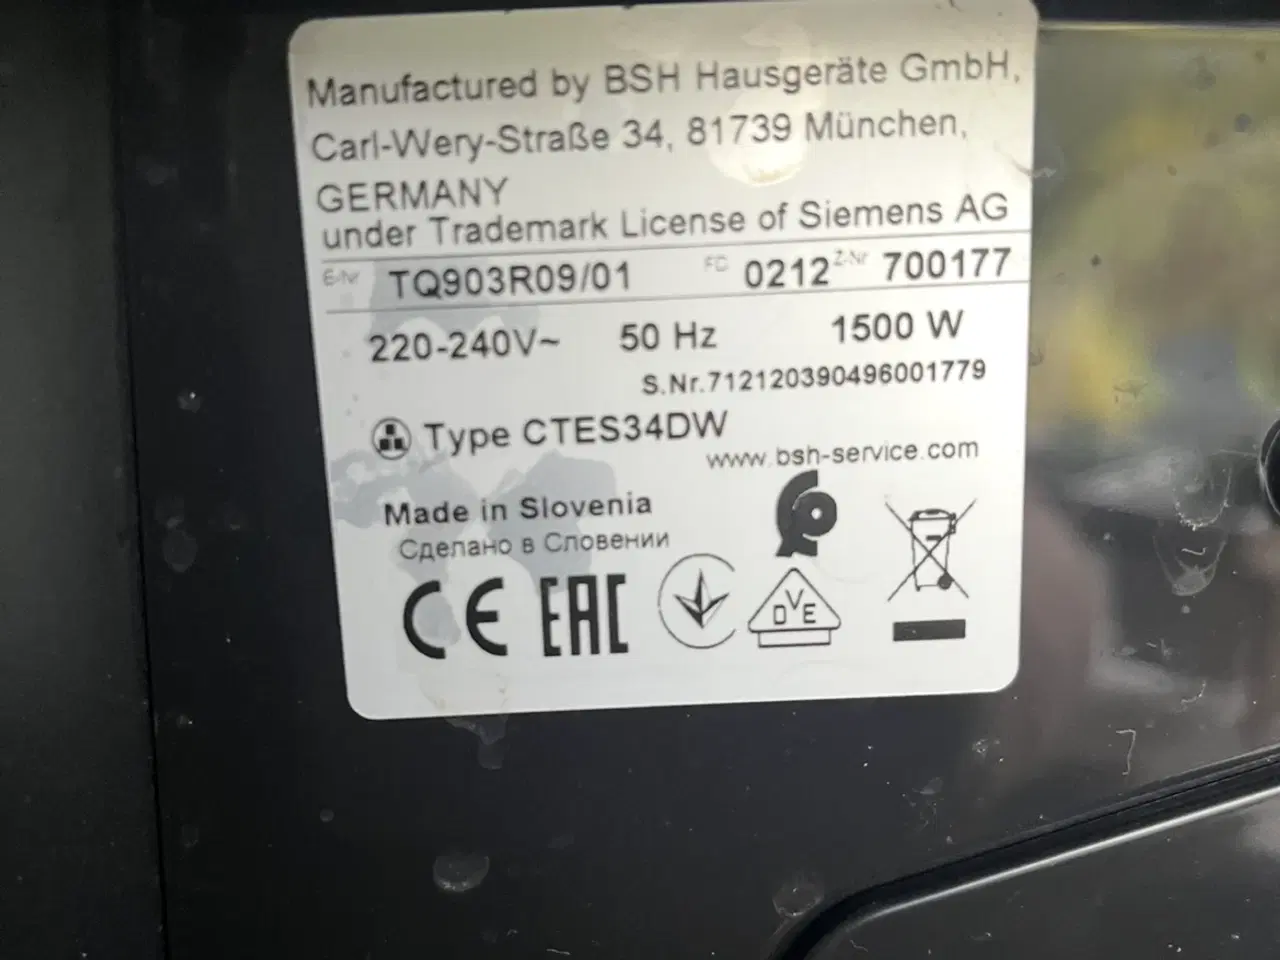 Manufactured by BSH Hausgeräte GmbH,
Carl-Wery-Straße 34, 81739 München,
GERMANY
under Trademark License of Siemens AG
E-Nr TQ903R09/01 FD 0212 Z-Nr 700177
220-240V~ 50 Hz 1500 W
S.Nr.712120390496001779
Type CTES34DW
www.bsh-service.com
Made in Slovenia
Сделано в Словении
CE EAC
DVE